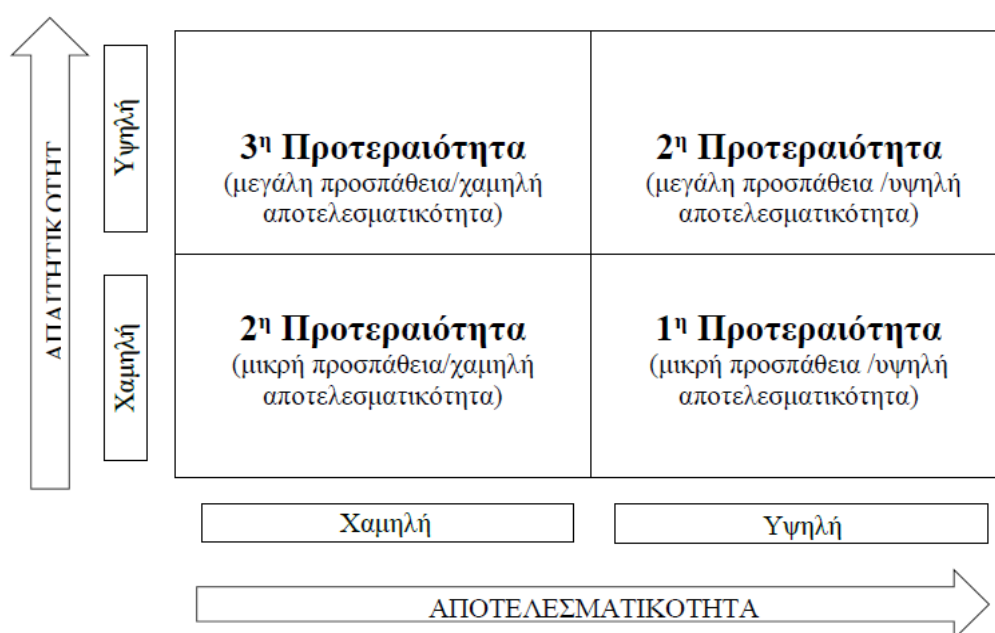 ΑΠΑΙΤΗΤΙΚΟΤΗΤ
Υψηλή
Χαμηλή
3η Προτεραιότητα
(μεγάλη προσπάθεια/χαμηλή
αποτελεσματικότητα)
2η Προτεραιότητα
(μεγάλη προσπάθεια /υψηλή
αποτελεσματικότητα)
2η Προτεραιότητα
(μικρή προσπάθεια/χαμηλή
αποτελεσματικότητα)
1η Προτεραιότητα
(μικρή προσπάθεια /υψηλή
αποτελεσματικότητα)
Χαμηλή
Υψηλή
ΑΠΟΤΕΛΕΣΜΑΤΙΚΟΤΗΤΑ